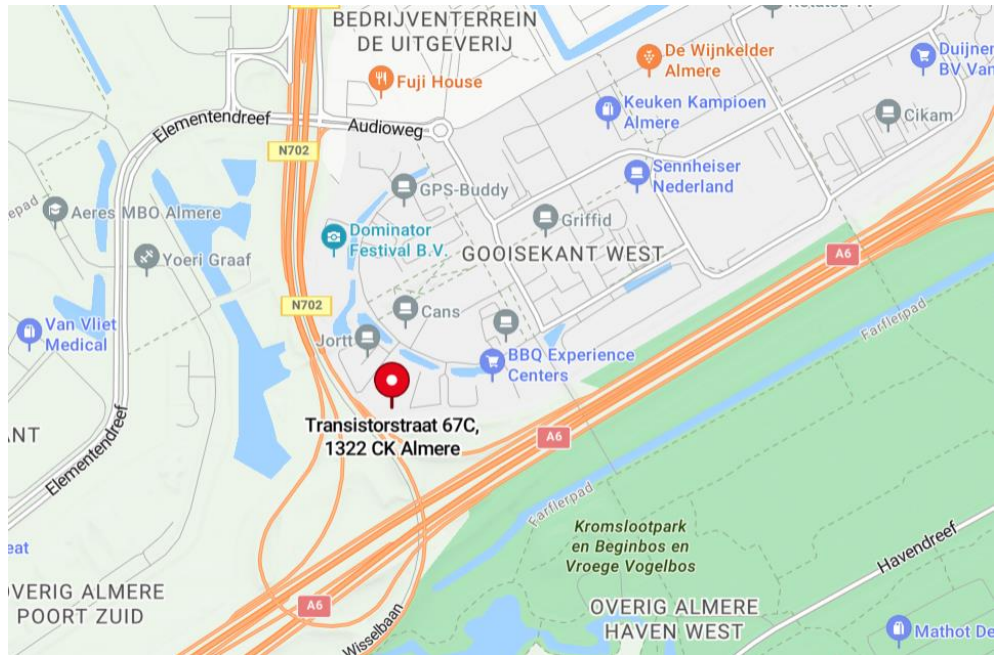 BEDRIJVENTERREIN
DE UITGEVERIJ
De Wijnkelder
Almere
Duijner
BV Van
Fuji House
Keuken Kampioen
Almere
Cikam
Elementendreef
Audioweg
N702
Sennheiser
Nederland
GPS-Buddy
Aeres MBO Almere
Griffid
Dominator
Festival B.V.
GOOISEKANT WEST
Yoeri Graaf
A6
N702
Cans
Farflerpad
Van Vliet
Medical
Jortt
BBQ Experience
Centers
Transistorstraat 67C,
1322 CK Almere
ANT
A6
Elementendreef
Farflerpad
Kromslootpark
en Beginbos en
Vroege Vogelbos
Havendreef
eat
OVERIG ALMERE
POORT ZUID
A6
Wisselbaan
OVERIG ALMERE
HAVEN WEST
Mathot De